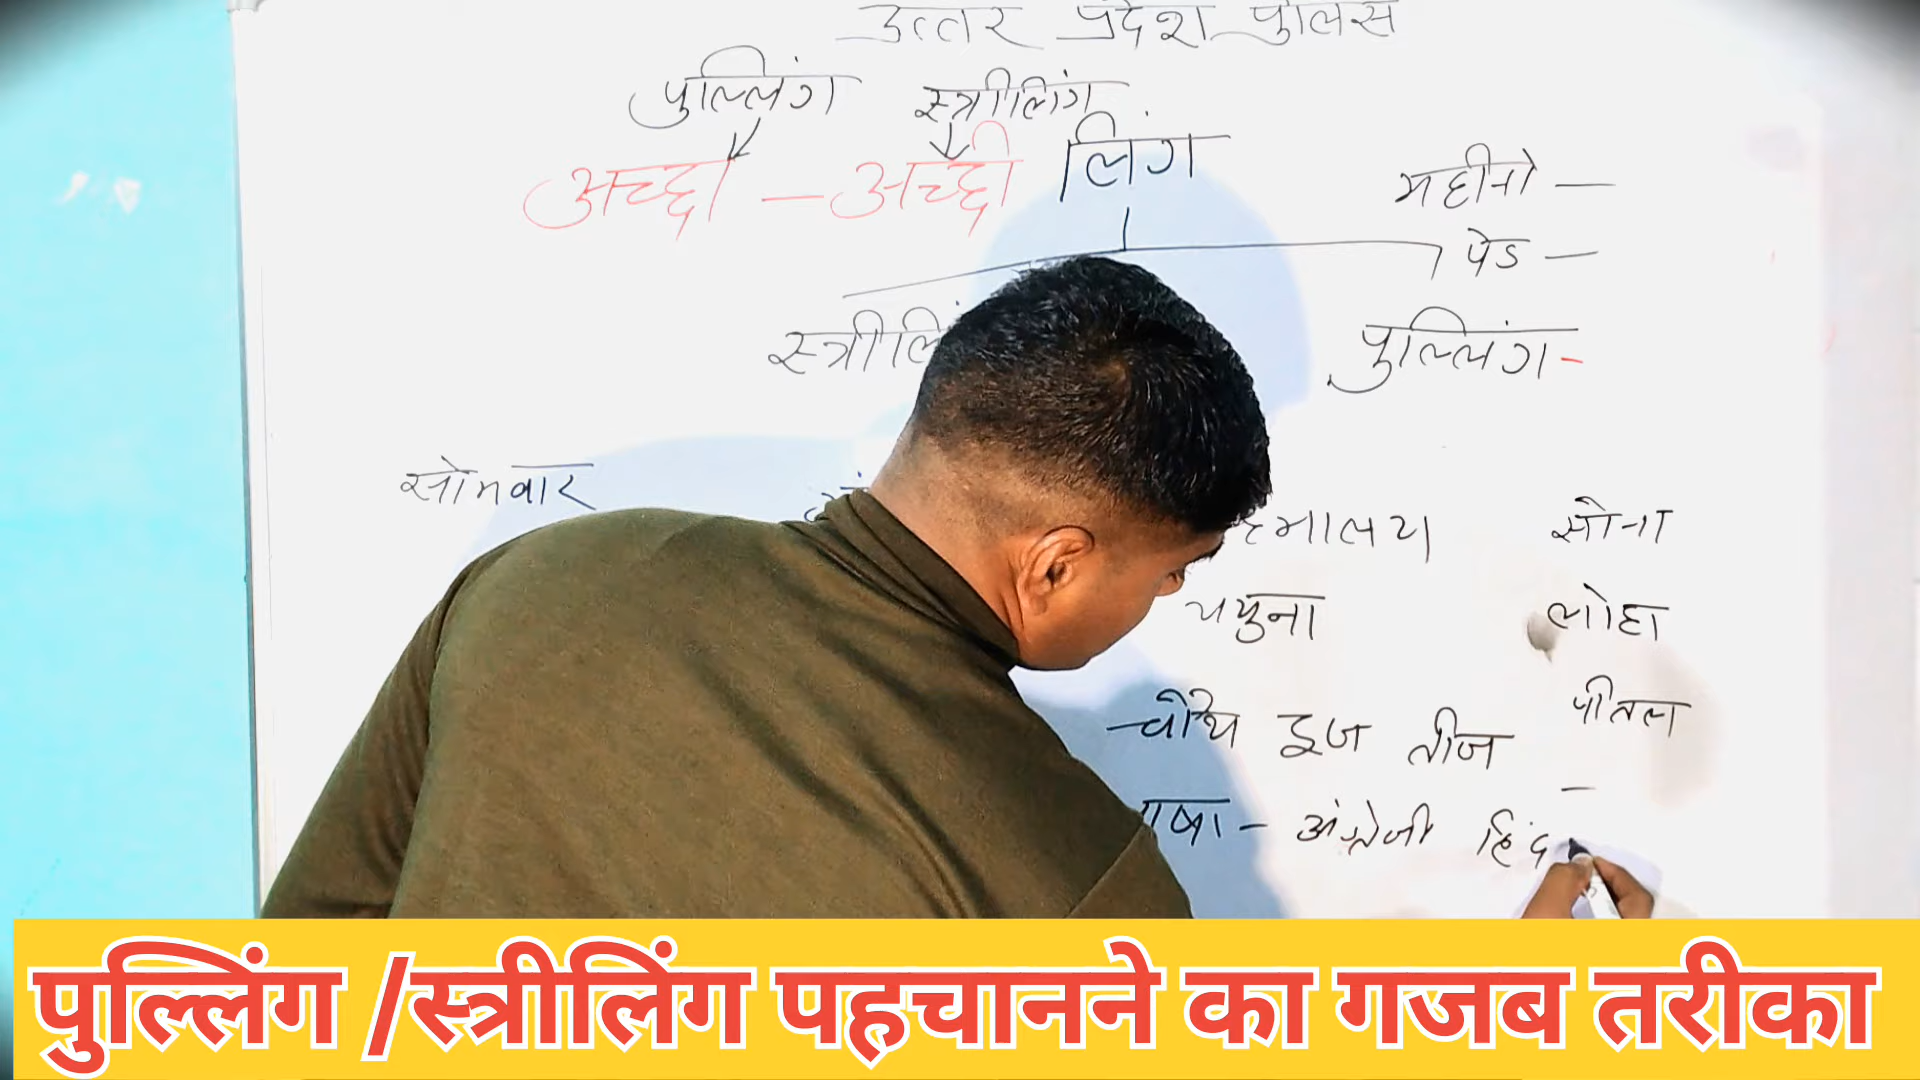 उत्तर प्रदेश पुलिस
पुल्लिंग स्त्रीलिंग
अच्छा — अच्छी लिंग
महीनो —
पेड —
पुल्लिंग -
सोमवार
सोना
यमुना
लोहा
चौथ दूज तीज
पीतल
अंग्रेजी हिंद
पुल्लिंग /स्त्रीलिंग पहचानने का गजब तरीका